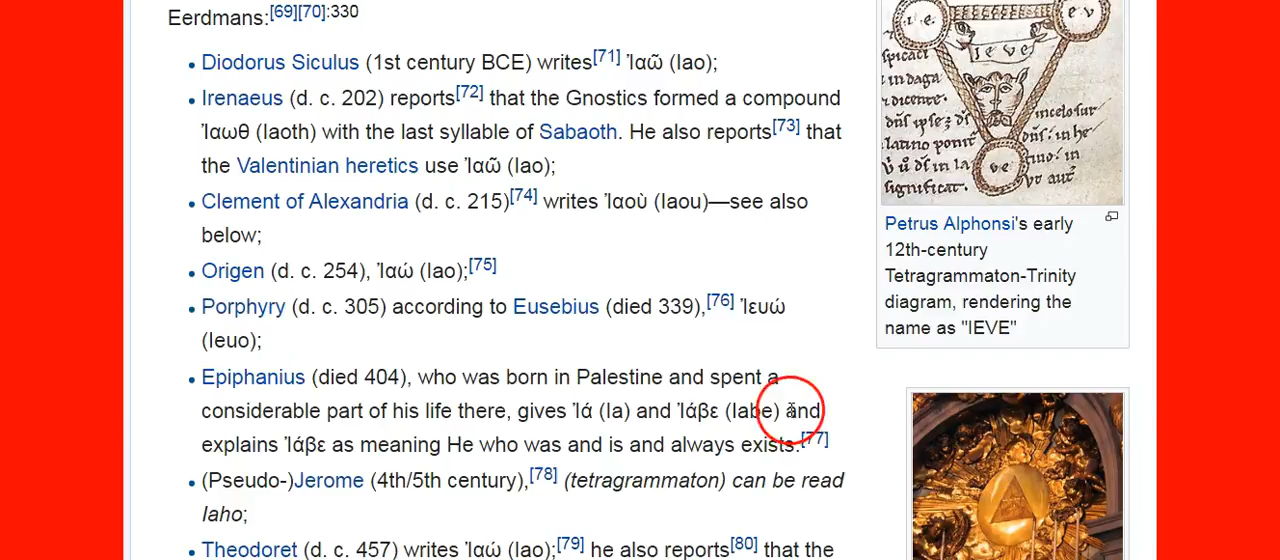 Eerdmans:[69][70]:330
• Diodorus Siculus (1st century BCE) writes[71] Ἰαῶ (Iao);
• Irenaeus (d. c. 202) reports[72] that the Gnostics formed a compound
Ἰαωθ (Iaoth) with the last syllable of Sabaoth. He also reports[73] that
the Valentinian heretics use Ἰαῶ (Iao);
• Clement of Alexandria (d. c. 215)[74] writes Ἰαοὺ (Iaou)—see also
below;
• Origen (d. c. 254), Ἰαώ (Iao);[75]
• Porphyry (d. c. 305) according to Eusebius (died 339),[76] Ἰευώ
(Ieuo);
• Epiphanius (died 404), who was born in Palestine and spent a
considerable part of his life there, gives Ἰά (Ia) and Ἰάβε (Iabe) and
explains Ἰάβε as meaning He who was and is and always exists.[77]
• (Pseudo-)Jerome (4th/5th century),[78] (tetragrammaton) can be read
Iaho;
• Theodoret (d. c. 457) writes Ἰαώ (Iao);[79] he also reports[80] that the
ı.e.
e v
ı e v e
ve
in daga
dicente.
latino
significat.
Petrus Alphonsi's early
12th-century
Tetragrammaton-Trinity
diagram, rendering the
name as "IEVE"